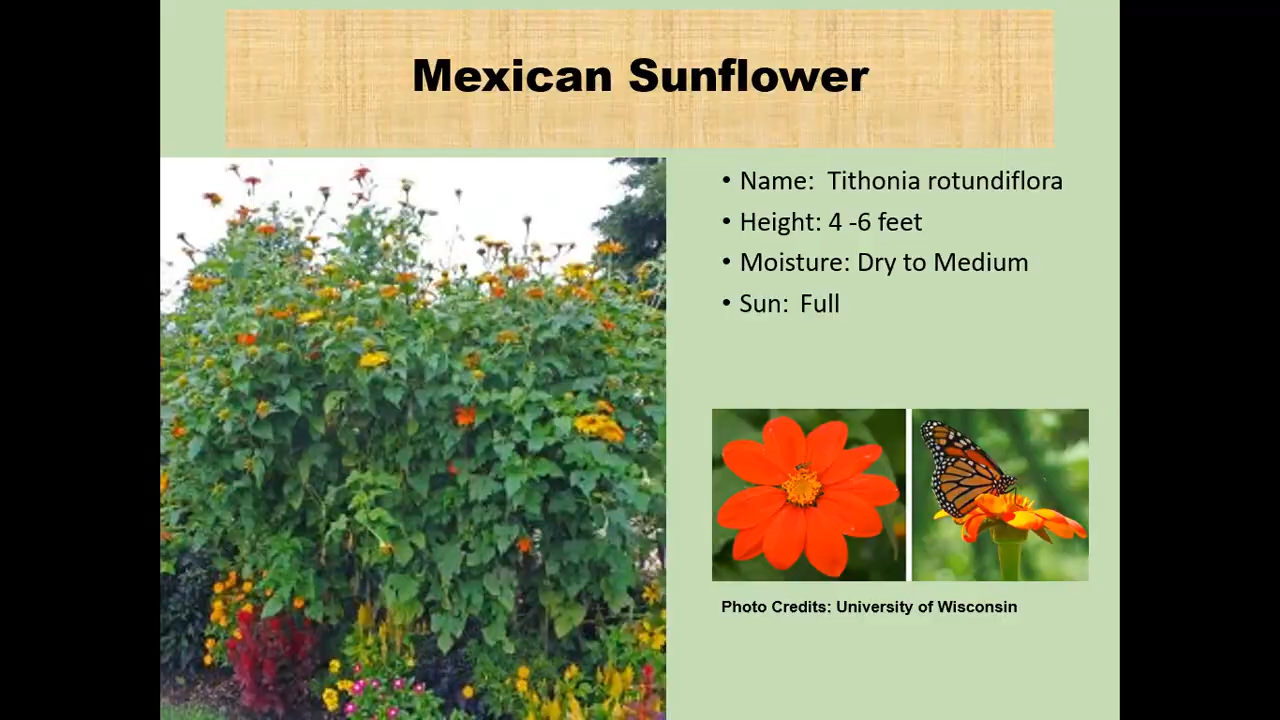 Mexican Sunflower
• Name:  Tithonia rotundiflora
• Height: 4 -6 feet
• Moisture: Dry to Medium
• Sun:  Full
Photo Credits: University of Wisconsin